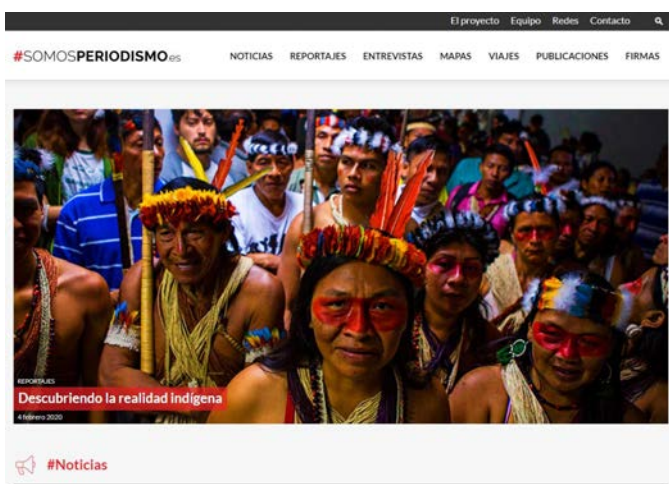 El proyecto Equipo Redes Contacto
#SOMOSPERIODISMO.es
NOTICIAS REPORTAJES ENTREVISTAS MAPAS VIAJES PUBLICACIONES FIRMAS
REPORTAJES
Descubriendo la realidad indígena
4 febrero 2020
#Noticias